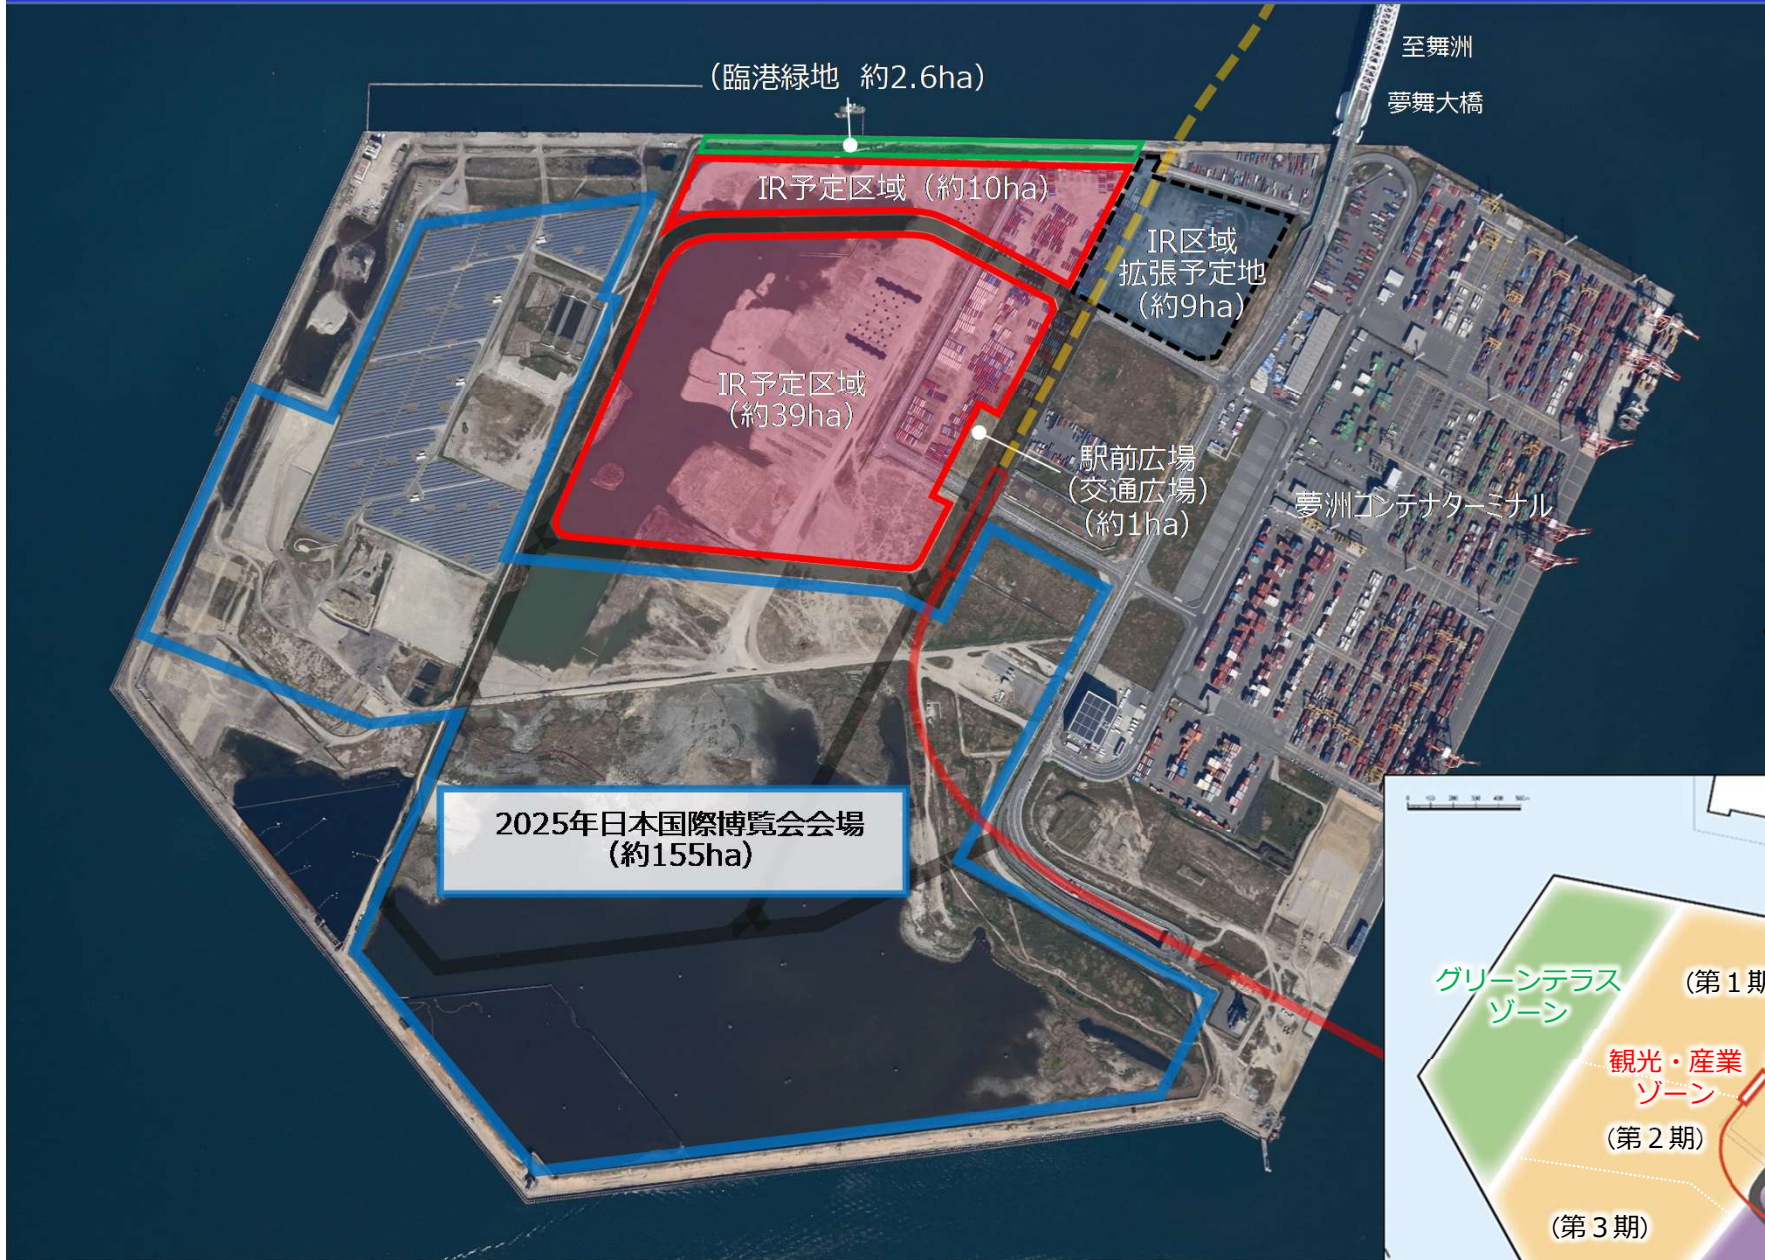 至舞洲
(臨港緑地 約2.6ha)
夢舞大橋
IR予定区域（約10ha）
IR区域
拡張予定地
(約9ha)
IR予定区域
(約39ha)
駅前広場
(交通広場)
(約1ha)
夢洲コンテナターミナル
2025年日本国際博覧会会場
(約155ha)
グリーンテラス
ゾーン
(第１期
観光・産業
ゾーン
(第２期)
(第３期)